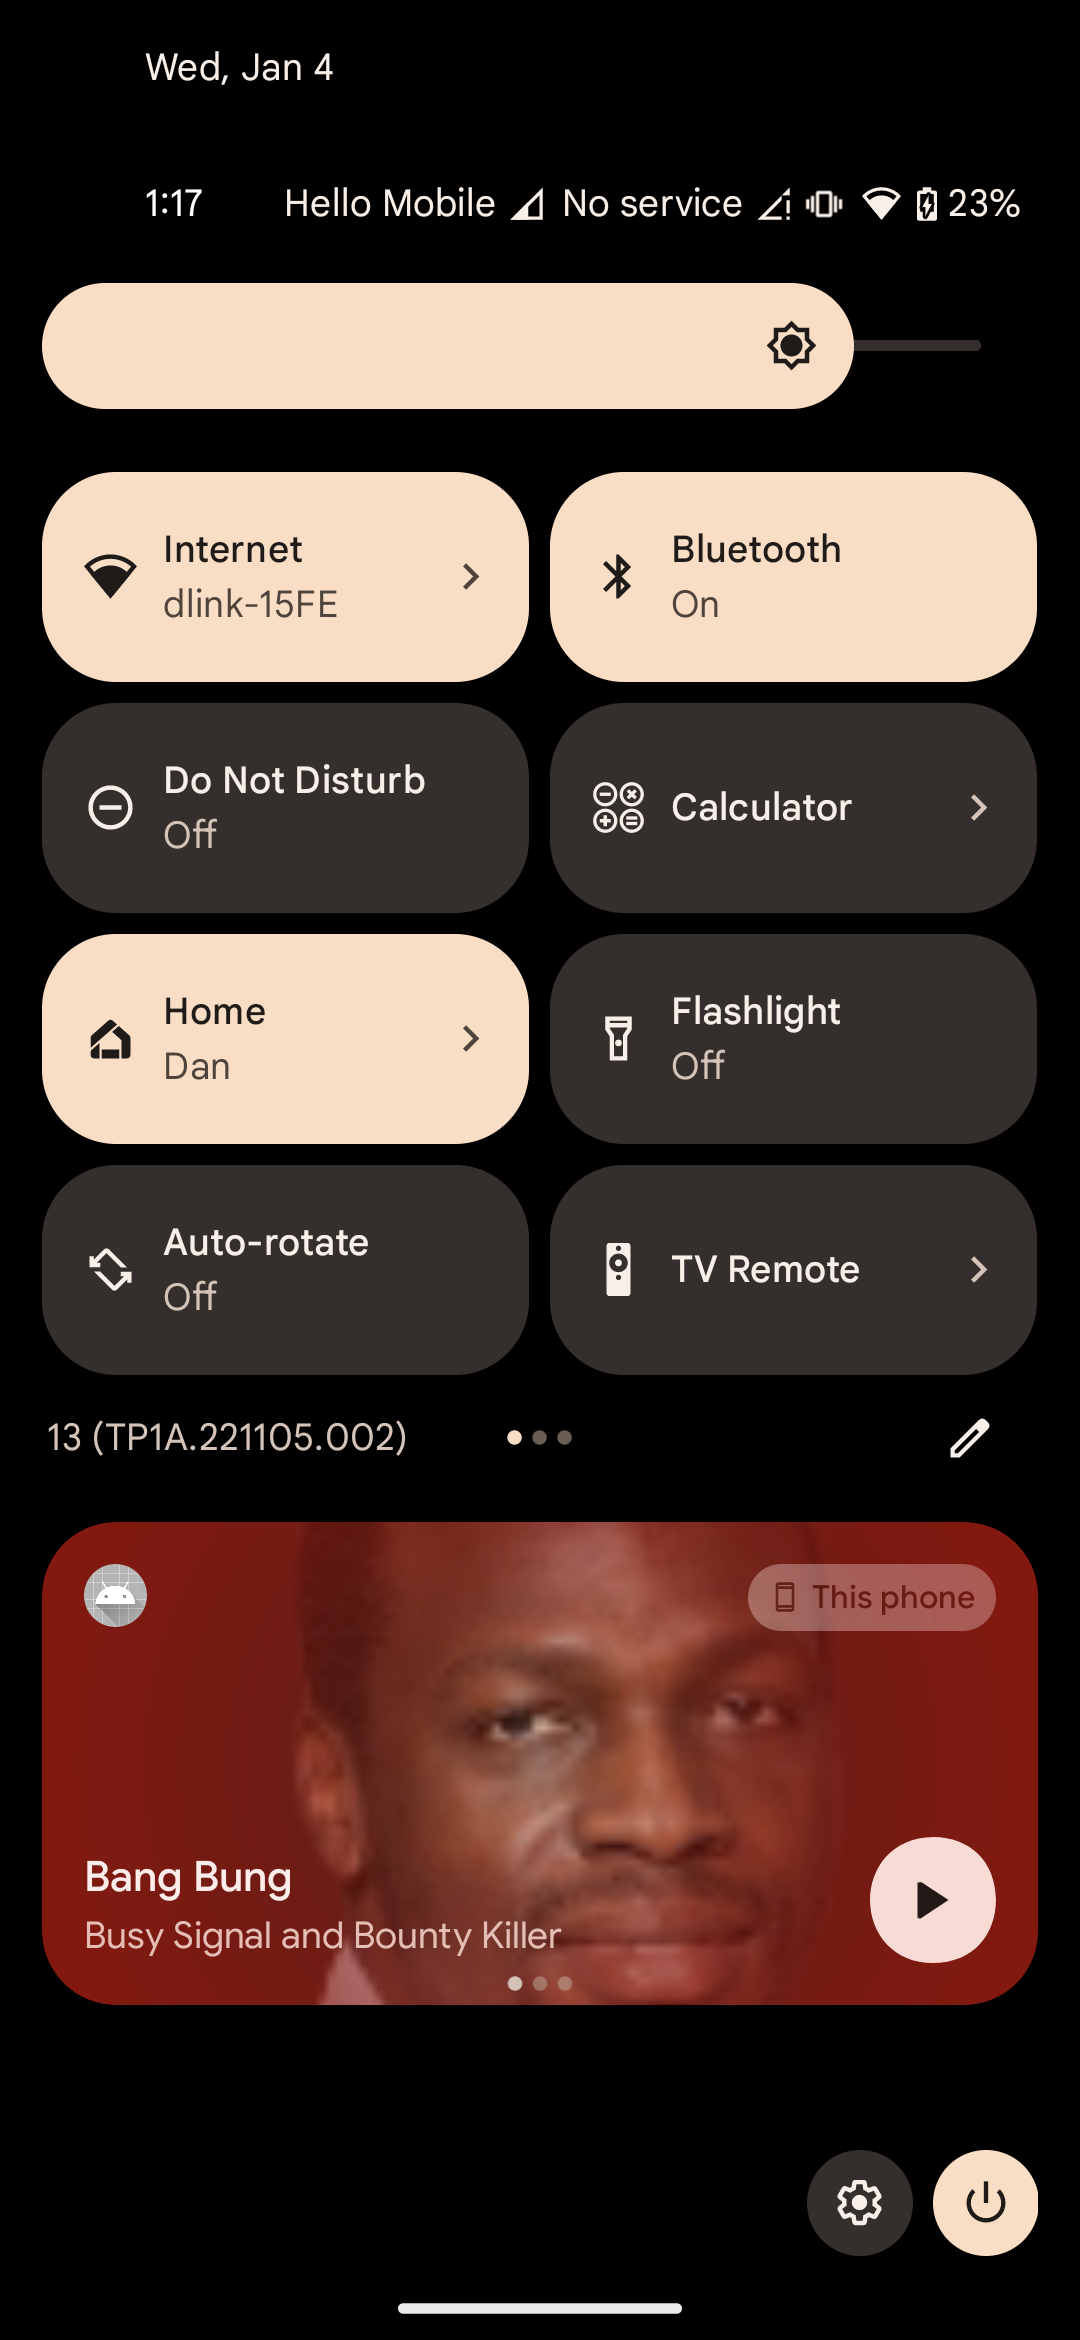 Wed, Jan 4
1:17 Hello Mobile No service 23%
Internet
dlink-15FE
Bluetooth
On
Do Not Disturb
Off
Calculator
Home
Dan
Flashlight
Off
Auto-rotate
Off
TV Remote
13 (TP1A.221105.002)
This phone
Bang Bung
Busy Signal and Bounty Killer